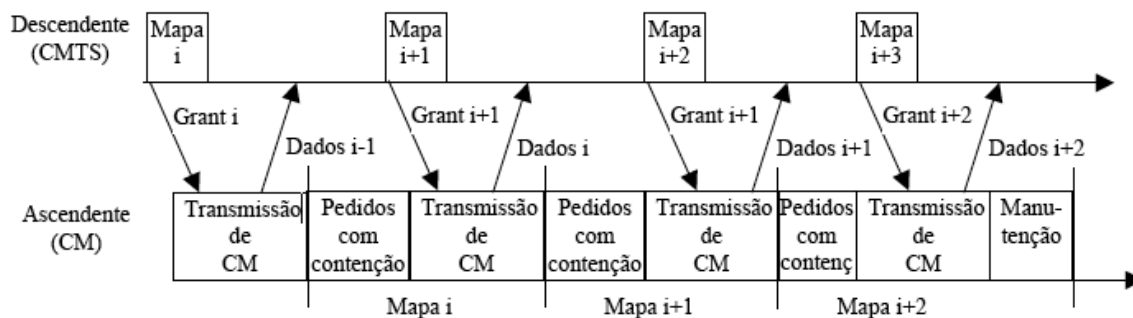 Descendente
(CMTS)
Mapa
i
Mapa
i+1
Mapa
i+2
Mapa
i+3
Grant i
Dados i-1
Grant i+1
Dados i
Grant i+1
Dados i+1
Grant i+2
Dados i+2
Ascendente
(CM)
Transmissão
de
CM
Pedidos
com
contenção
Transmissão
de
CM
Pedidos
com
contenção
Transmissão
de
CM
Pedidos
com
contenç
Transmissão
de CM
Manu-
tenção
Mapa i
Mapa i+1
Mapa i+2